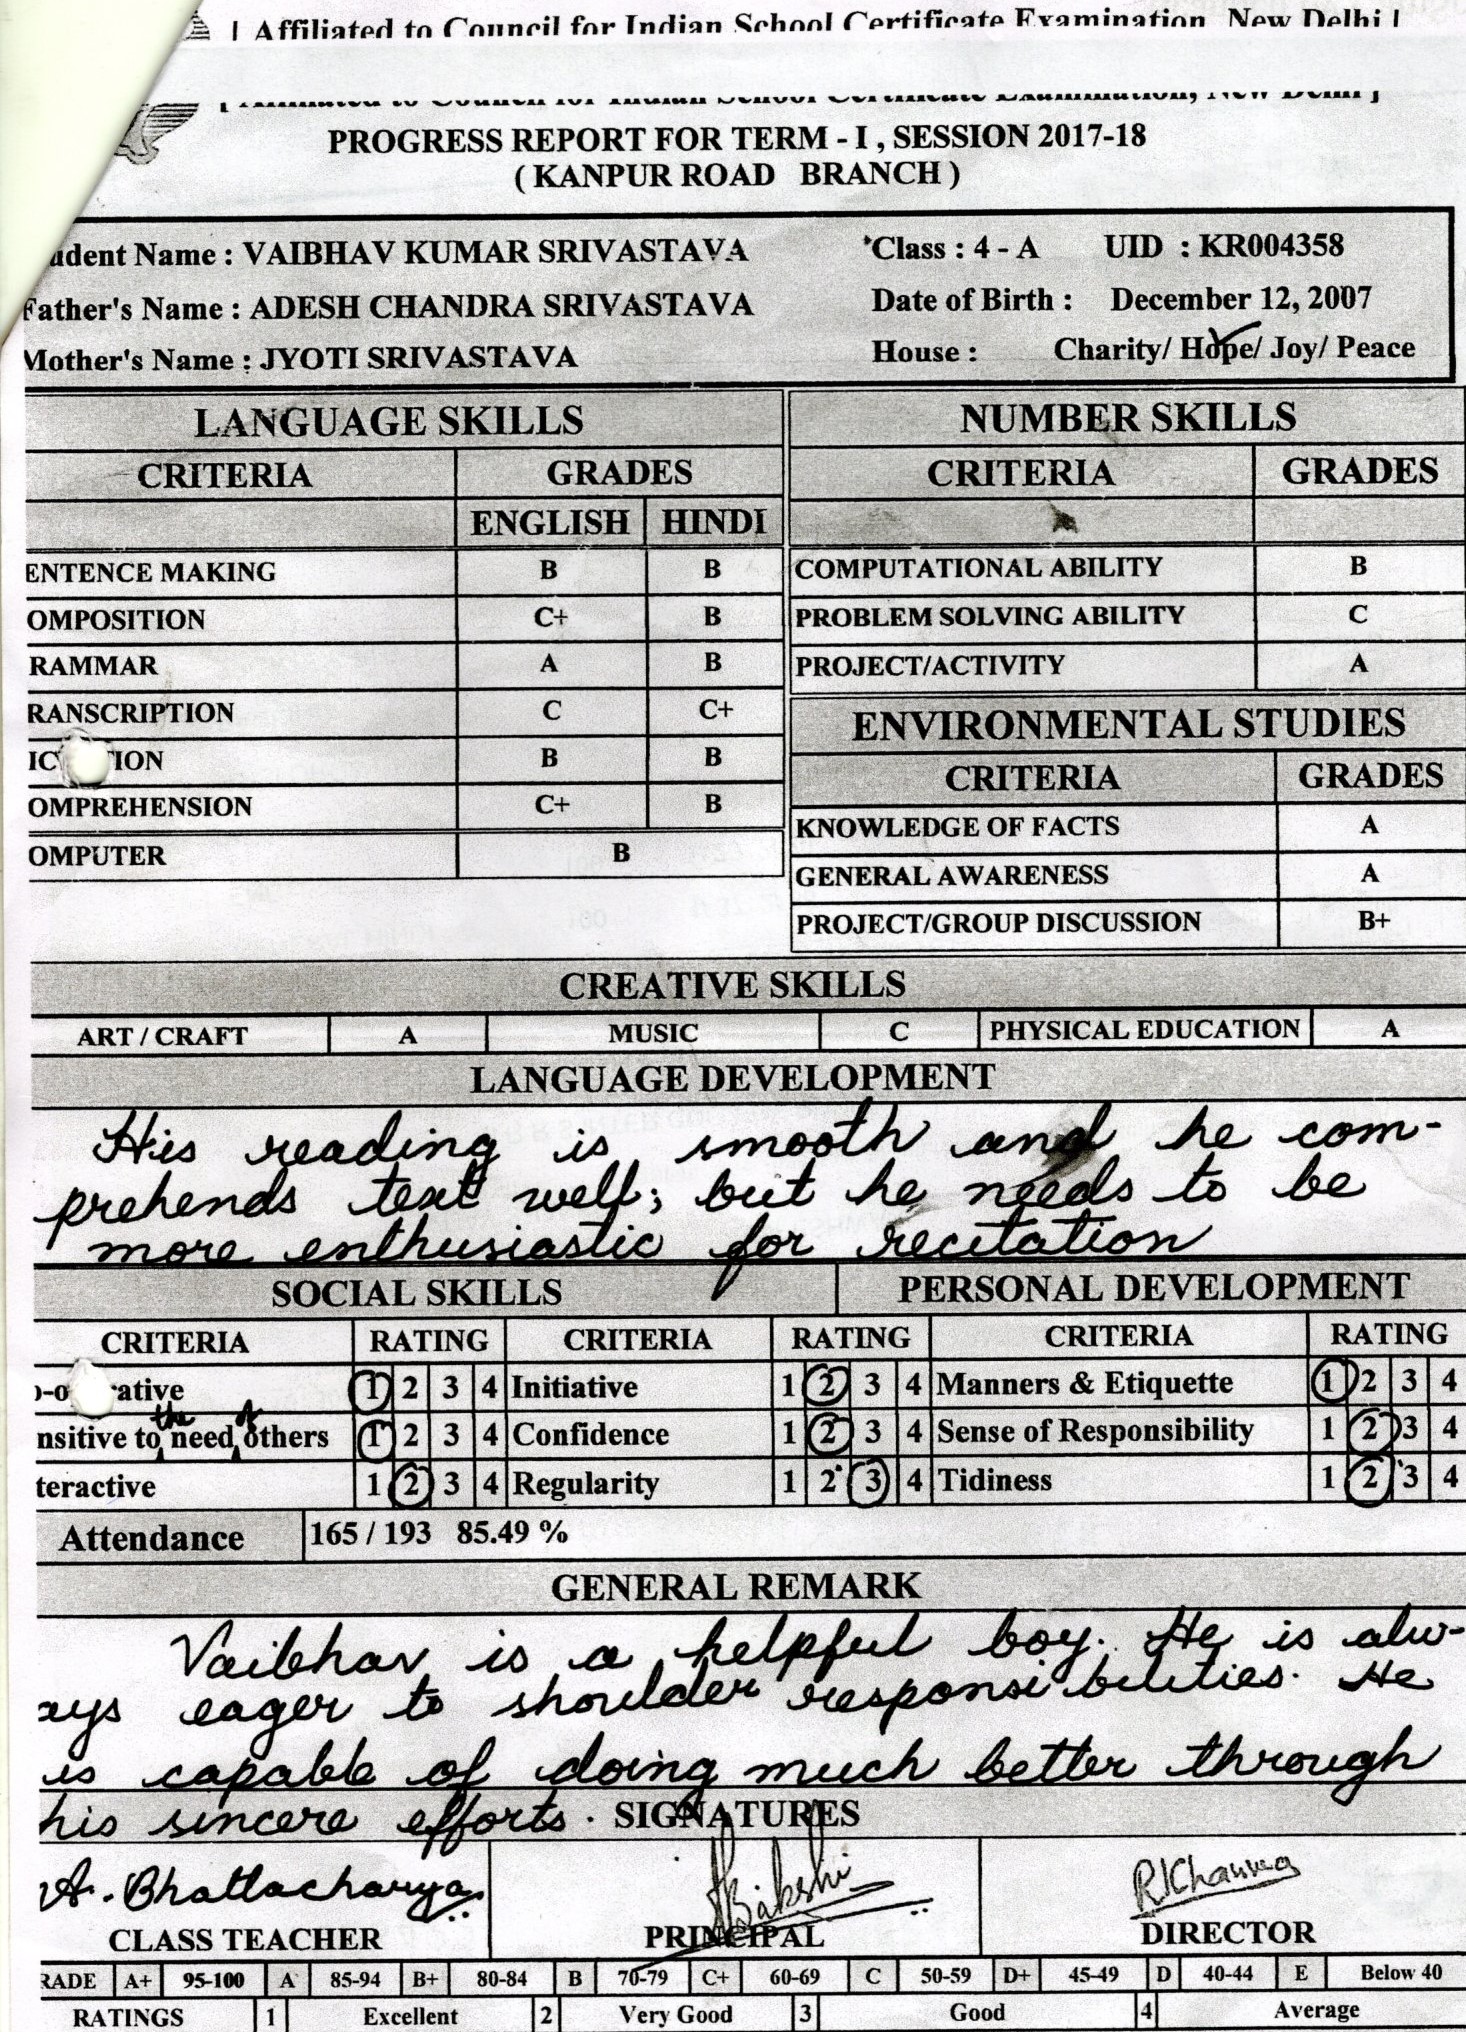 | Affiliated to Council for Indian School Certificate Examination, New Delhi |
[ Affiliated to Council for Indian School Certificate Examination, New Delhi ]
PROGRESS REPORT FOR TERM - I , SESSION 2017-18
( KANPUR ROAD BRANCH )
udent Name : VAIBHAV KUMAR SRIVASTAVA Class : 4 - A UID : KR004358
Father's Name : ADESH CHANDRA SRIVASTAVA Date of Birth : December 12, 2007
Mother's Name : JYOTI SRIVASTAVA House : Charity/ Hope/ Joy/ Peace
LANGUAGE SKILLS NUMBER SKILLS
CRITERIA GRADES CRITERIA GRADES
ENGLISH HINDI
ENTENCE MAKING B B COMPUTATIONAL ABILITY B
OMPOSITION C+ B PROBLEM SOLVING ABILITY C
RAMMAR A B PROJECT/ACTIVITY A
RANSCRIPTION C C+ ENVIRONMENTAL STUDIES
IC ION B B CRITERIA GRADES
OMPREHENSION C+ B KNOWLEDGE OF FACTS A
OMPUTER B GENERAL AWARENESS A
PROJECT/GROUP DISCUSSION B+
CREATIVE SKILLS
ART / CRAFT A MUSIC C PHYSICAL EDUCATION A
LANGUAGE DEVELOPMENT
His reading is smooth and he com-
prehends text well; but he needs to be
more enthusiastic for recitation
SOCIAL SKILLS PERSONAL DEVELOPMENT
CRITERIA RATING CRITERIA RATING CRITERIA RATING
o-o rative 1 2 3 4 Initiative 1 2 3 4 Manners & Etiquette 1 2 3 4
nsitive to the need of others 1 2 3 4 Confidence 1 2 3 4 Sense of Responsibility 1 2 3 4
teractive 1 2 3 4 Regularity 1 2 3 4 Tidiness 1 2 3 4
Attendance 165 / 193 85.49 %
GENERAL REMARK
Vaibhav is a helpful boy. He is alw-
ays eager to shoulder responsibilities. He
is capable of doing much better through
his sincere efforts. SIGNATURES
A. Bhattacharya Bakshi RKhanna
CLASS TEACHER PRINCIPAL DIRECTOR
RADE A+ 95-100 A 85-94 B+ 80-84 B 70-79 C+ 60-69 C 50-59 D+ 45-49 D 40-44 E Below 40
RATINGS 1 Excellent 2 Very Good 3 Good 4 Average